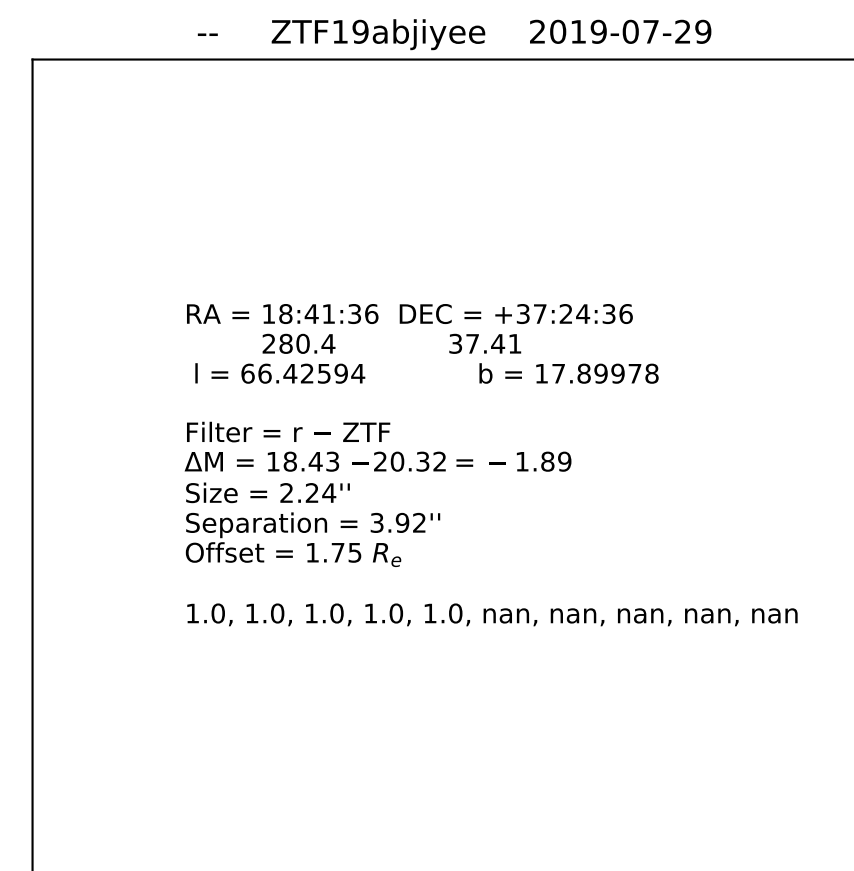 -- ZTF19abjiyee 2019-07-29
RA = 18:41:36 DEC = +37:24:36
280.4 37.41
l = 66.42594 b = 17.89978
Filter = r − ZTF
ΔM = 18.43 −20.32 = − 1.89
Size = 2.24''
Separation = 3.92''
Offset = 1.75 Rₑ
1.0, 1.0, 1.0, 1.0, 1.0, nan, nan, nan, nan, nan